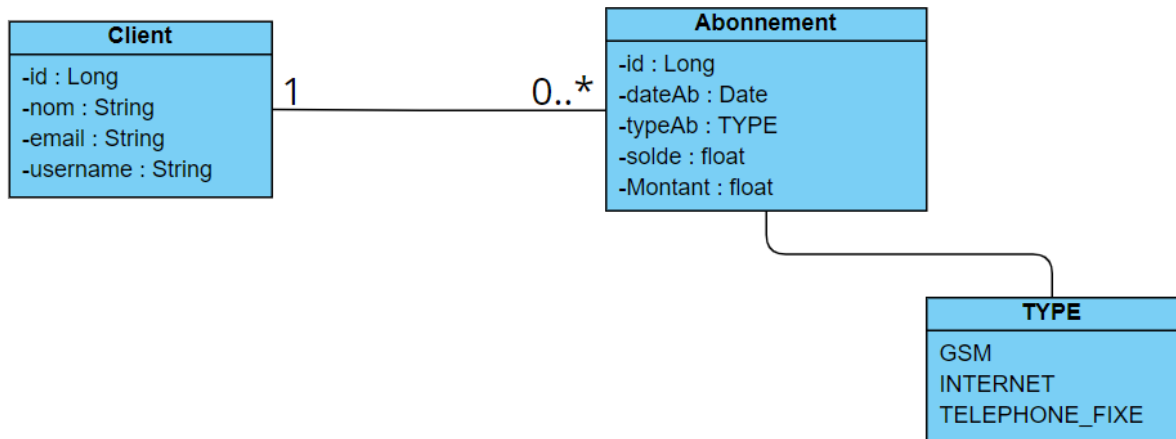 Client
-id : Long
-nom : String
-email : String
-username : String
1
0..*
Abonnement
-id : Long
-dateAb : Date
-typeAb : TYPE
-solde : float
-Montant : float
TYPE
GSM
INTERNET
TELEPHONE_FIXE